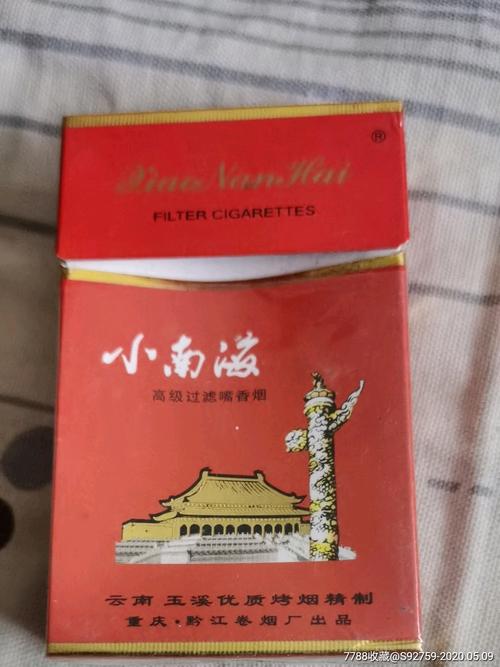 ®
XiaoNanHai
FILTER CIGARETTES
小南海
高级过滤嘴香烟
云南 玉溪优质烤烟精制
重庆·黔江卷烟厂出品
7788收藏@S92759-2020.05.09